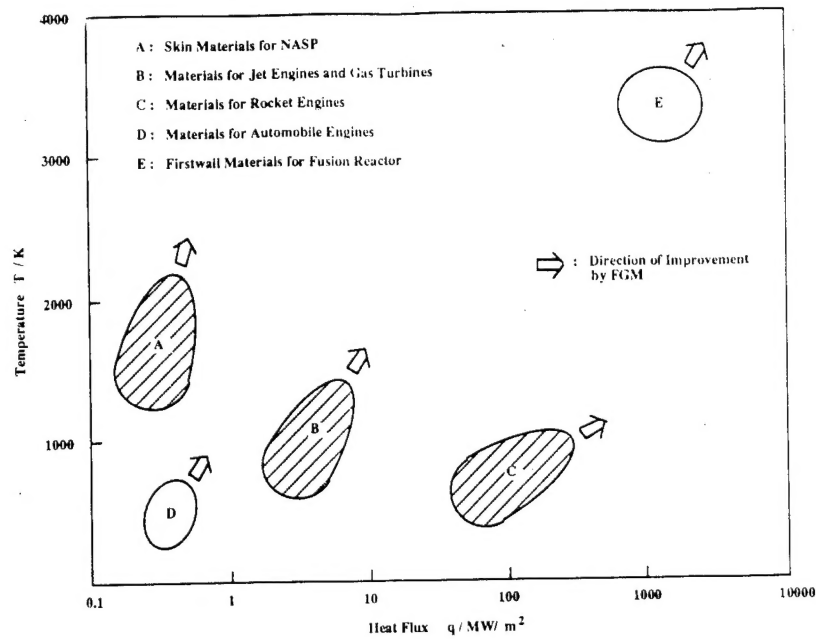 4000
A : Skin Materials for NASP
B : Materials for Jet Engines and Gas Turbines
C : Materials for Rocket Engines
D : Materials for Automobile Engines
E : Firstwall Materials for Fusion Reactor
E
3000
: Direction of Improvement
by FGM
Temperature T / K
2000
A
B
1000
C
D
0
0.1 1 10 100 1000 10000
Heat Flux q / MW/ m²